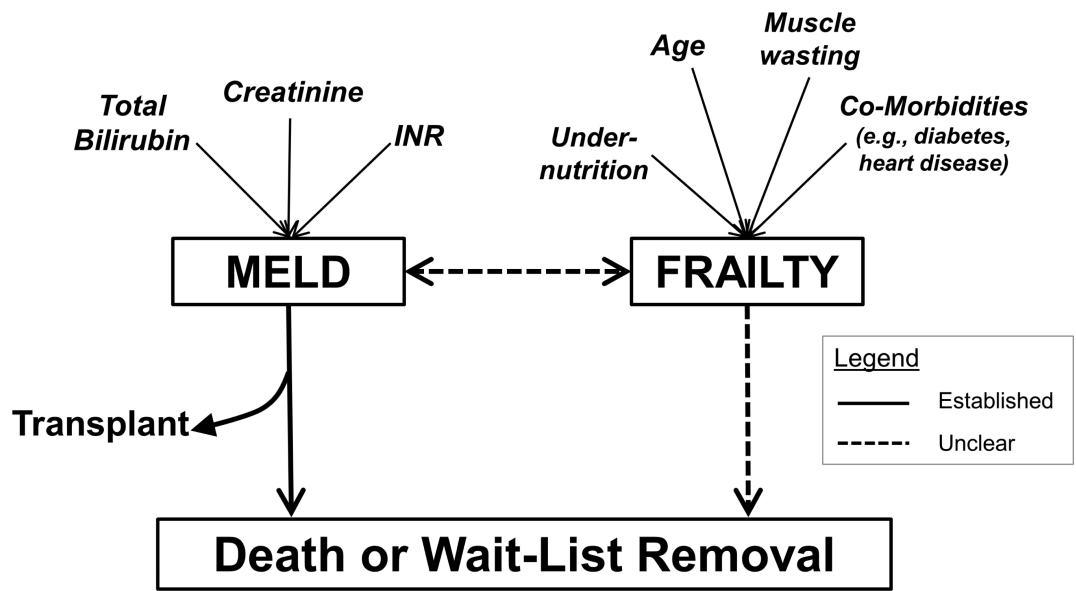 Total
Bilirubin
Creatinine
INR
Under-
nutrition
Age
Muscle
wasting
Co-Morbidities
(e.g., diabetes,
heart disease)
MELD
FRAILTY
Legend
Established
Unclear
Transplant
Death or Wait-List Removal